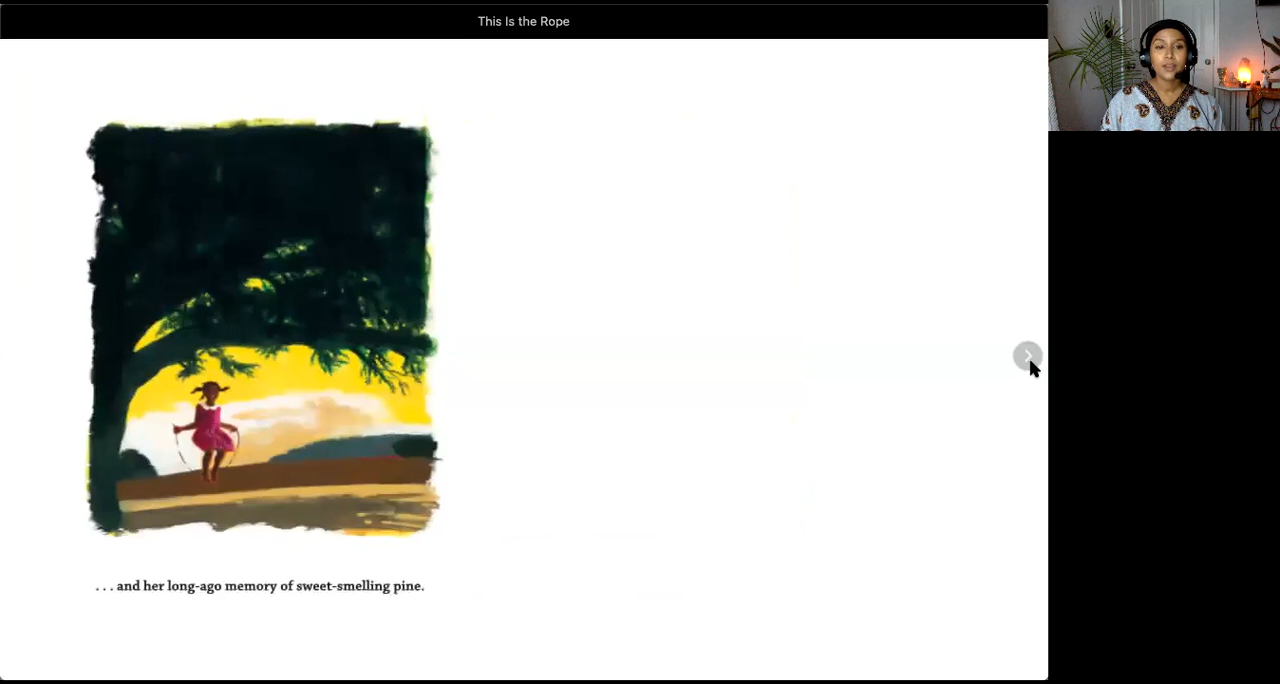 This Is the Rope
. . . and her long-ago memory of sweet-smelling pine.